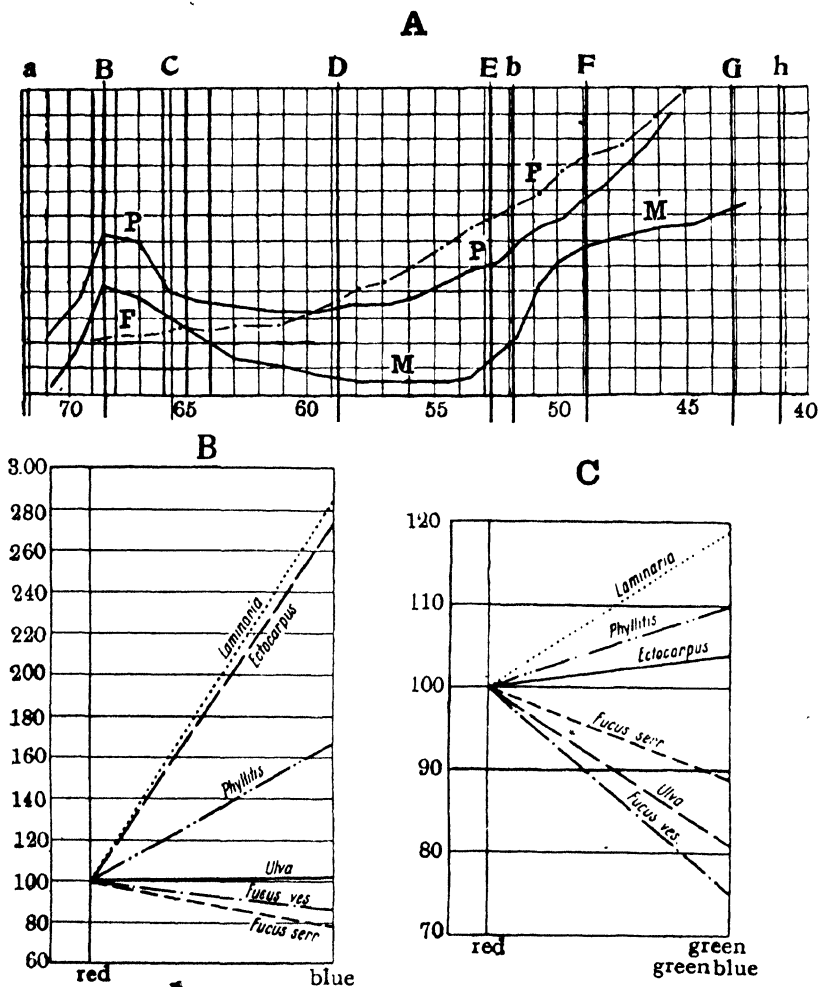 A
a B C D E b F G h
P
F
P
P
F
M
M
70 65 60 55 50 45 40
B
3.00
280
260
240
220
200
180
160
140
120
100
80
60
Laminaria
Ectocarpus
Phyllitis
Ulva
Fucus ves
Fucus serr
red blue
C
120
110
100
90
80
70
Laminaria
Phyllitis
Ectocarpus
Fucus serr
Ulva
Fucus ves
red green
greenblue